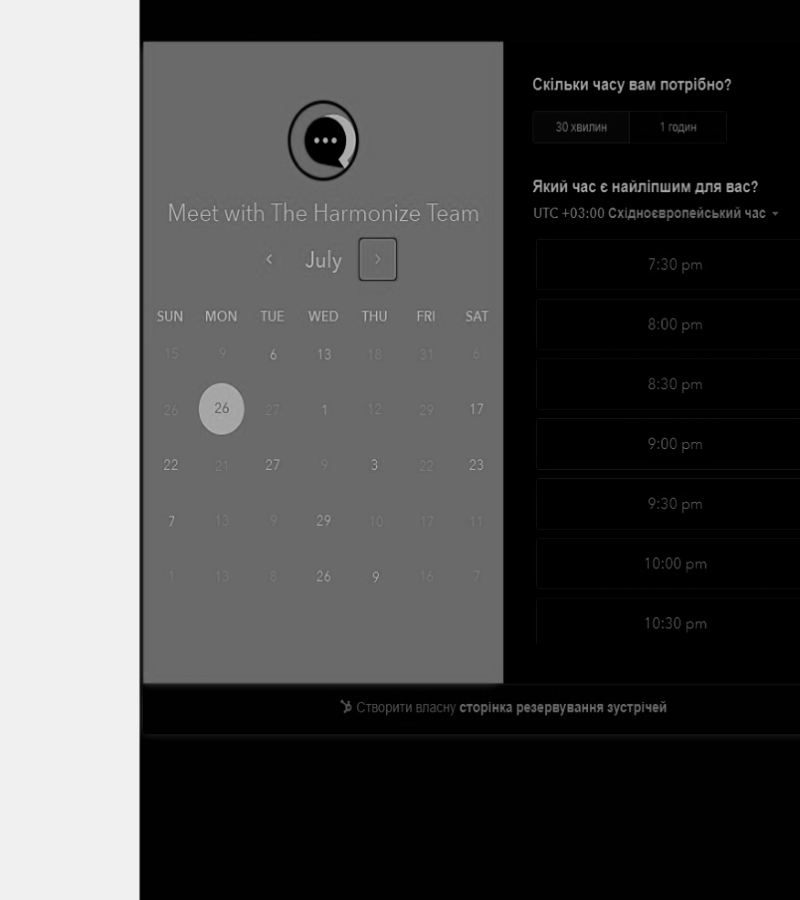 Meet with The Harmonize Team
July
SUN MON TUE WED THU FRI SAT
15 9 6 13 18 31 6
26 26 27 1 12 29 17
22 21 27 9 3 22 23
7 13 9 29 10 17 11
1 13 8 26 9 16 7
Скільки часу вам потрібно?
30 хвилин 1 годин
Який час є найліпшим для вас?
UTC +03:00 Східноєвропейський час
7:30 pm
8:00 pm
8:30 pm
9:00 pm
9:30 pm
10:00 pm
10:30 pm
Створити власну сторінка резервування зустрічей